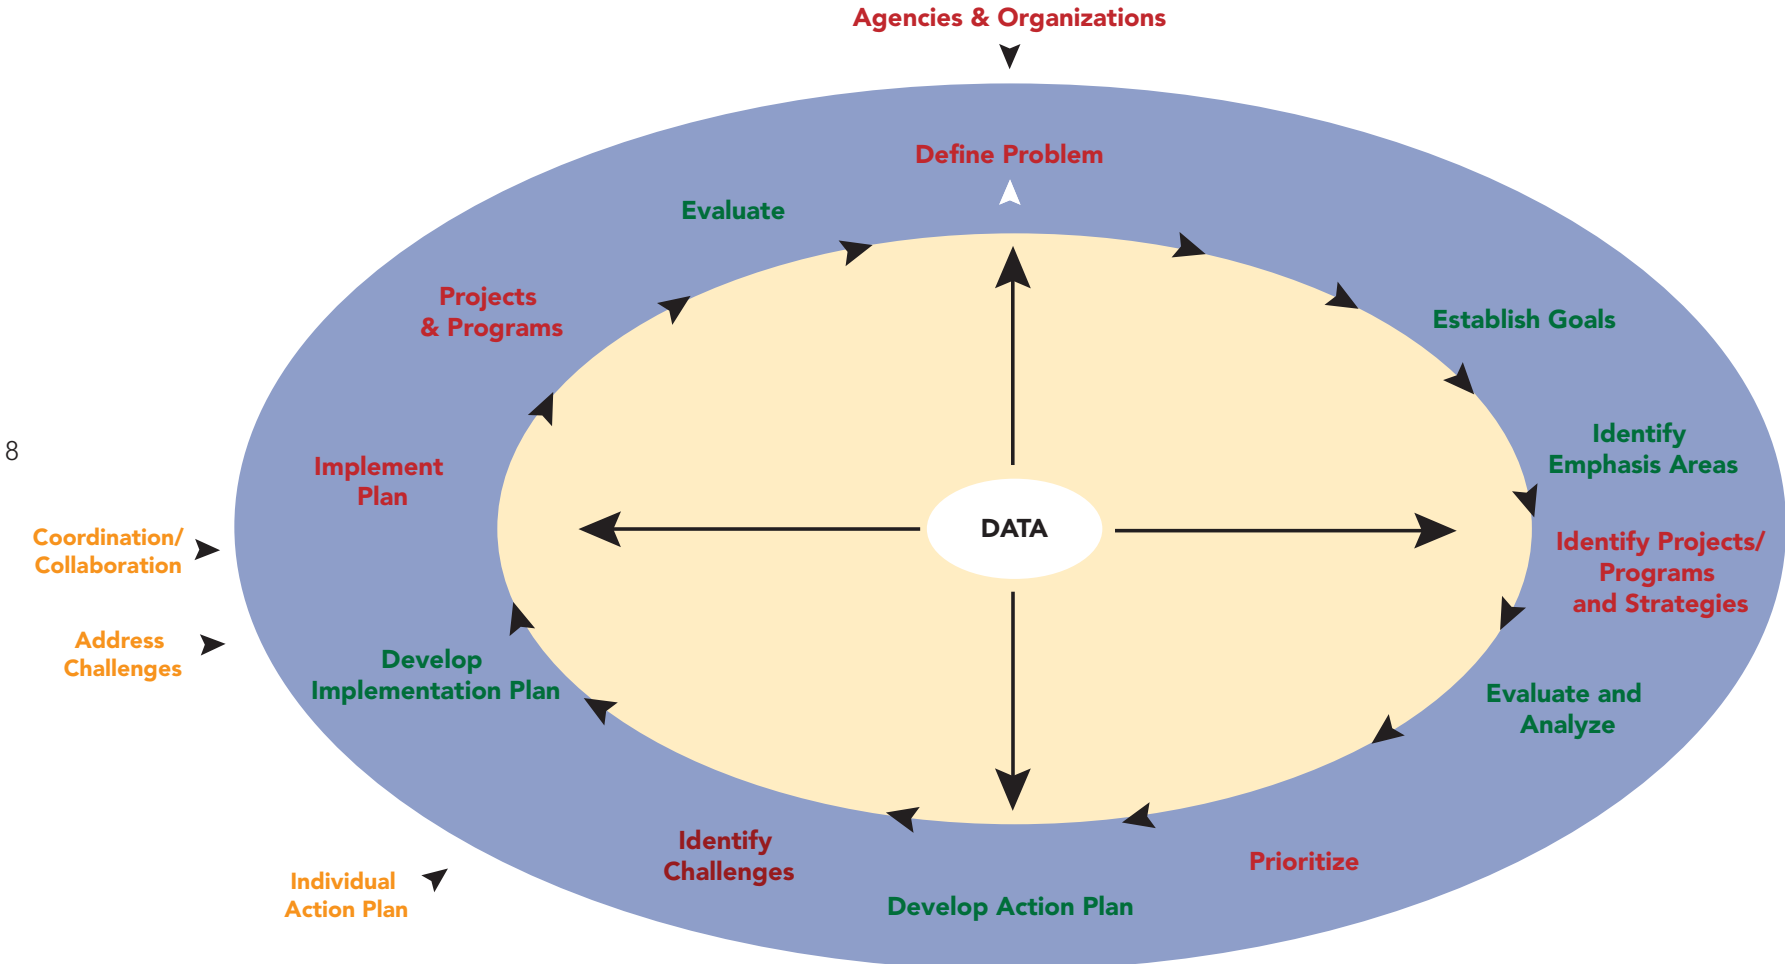 Agencies & Organizations
Define Problem
Evaluate
Projects
& Programs
Establish Goals
Identify
Emphasis Areas
8
Implement
Plan
DATA
Coordination/
Collaboration
Identify Projects/
Programs
and Strategies
Address
Challenges
Develop
Implementation Plan
Evaluate and
Analyze
Identify
Challenges
Prioritize
Individual
Action Plan
Develop Action Plan